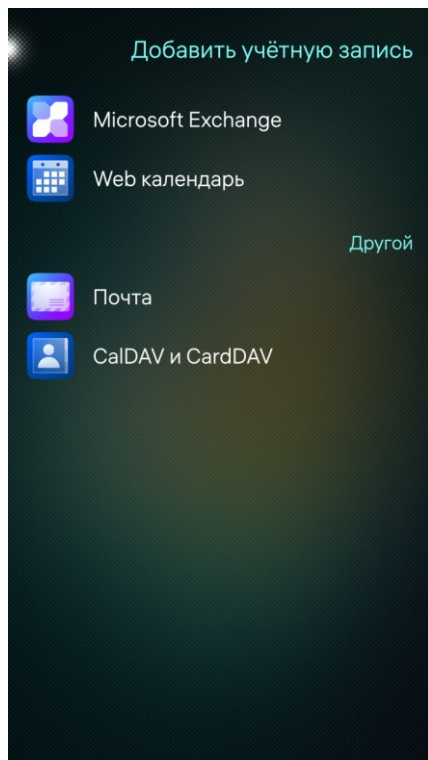 Добавить учётную запись
Microsoft Exchange
Web календарь
Другой
Почта
CalDAV и CardDAV